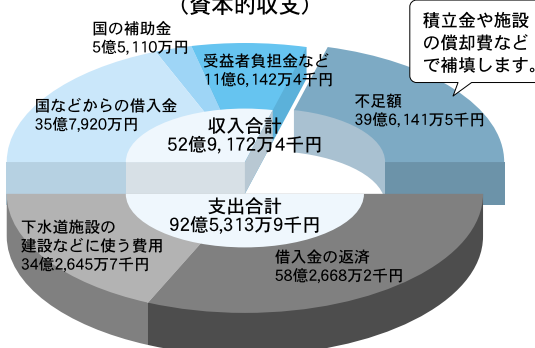 （資本的収支）
国の補助金
5億5,110万円
受益者負担金など
11億6,142万4千円
積立金や施設
の償却費など
で補填します。
国などからの借入金
35億7,920万円
不足額
39億6,141万5千円
収入合計
52億9,172万4千円
支出合計
92億5,313万9千円
下水道施設の
建設などに使う費用
34億2,645万7千円
借入金の返済
58億2,668万2千円